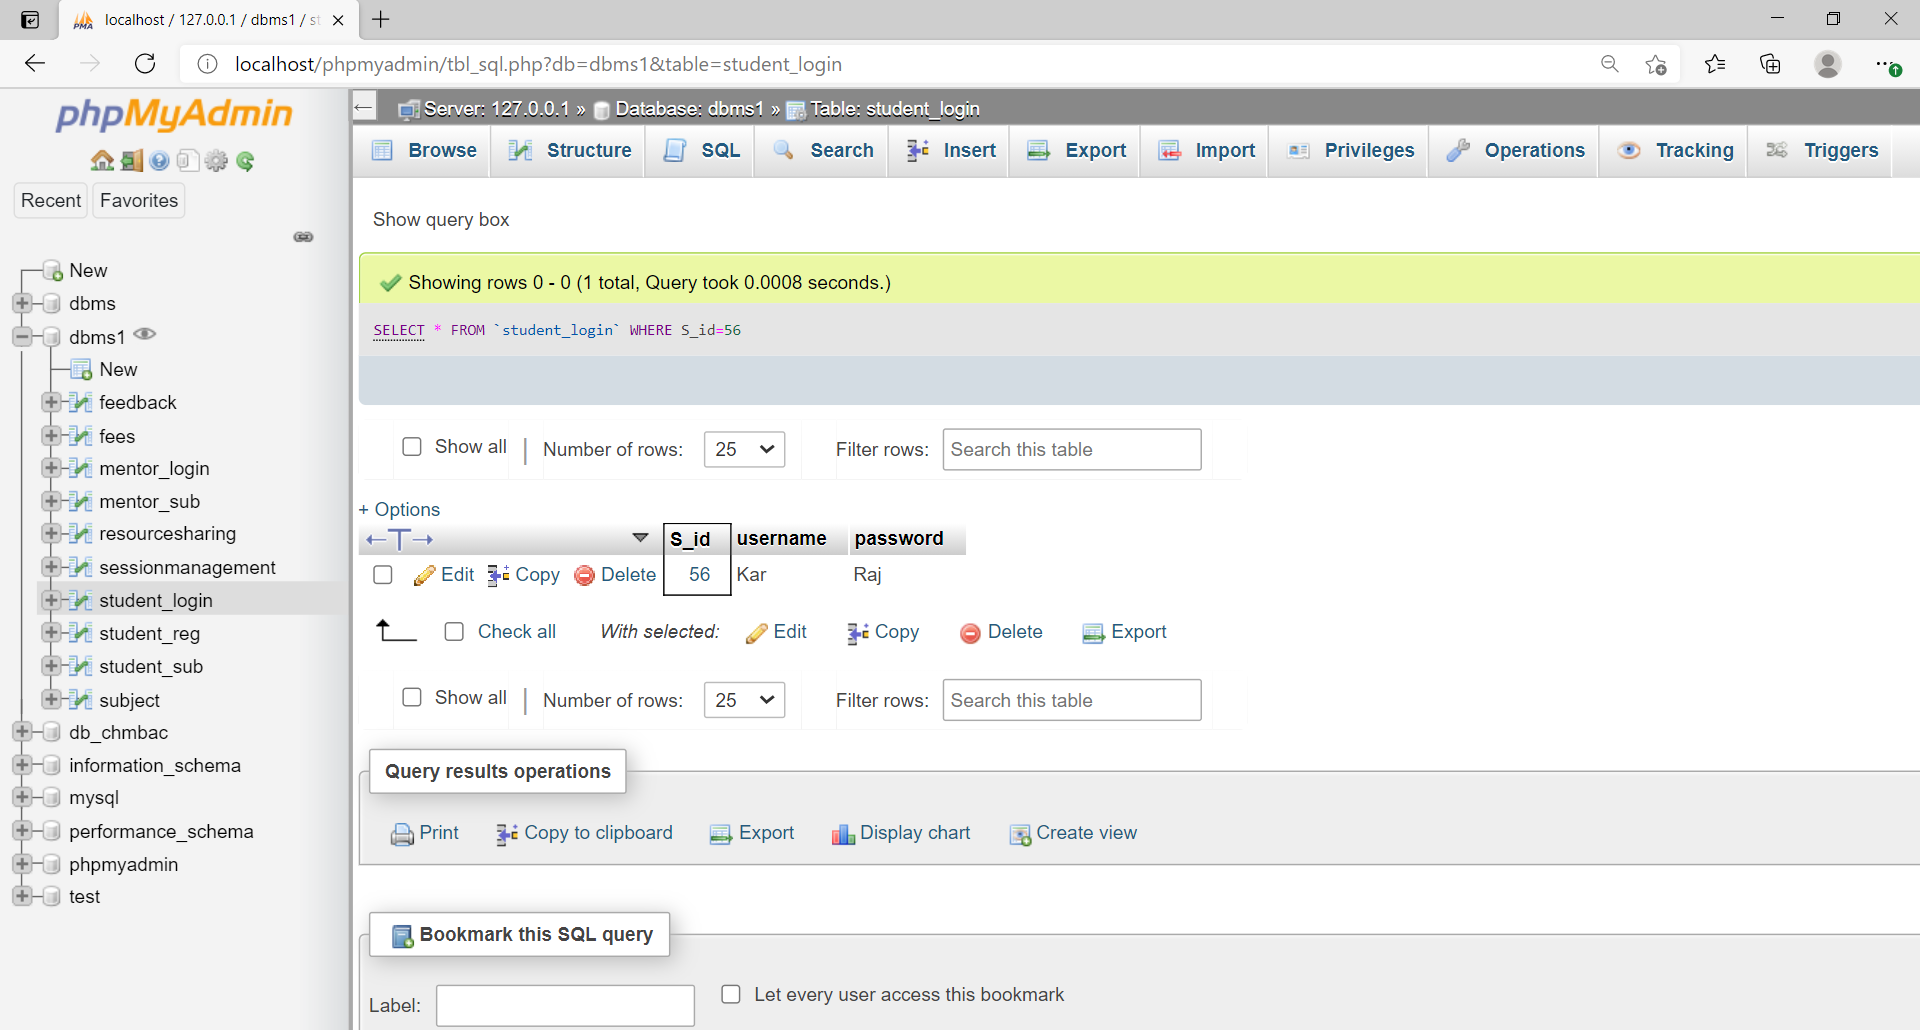 localhost / 127.0.0.1 / dbms1 / st
localhost/phpmyadmin/tbl_sql.php?db=dbms1&table=student_login
phpMyAdmin
Recent
Favorites
New
dbms
dbms1
New
feedback
fees
mentor_login
mentor_sub
resourcesharing
sessionmanagement
student_login
student_reg
student_sub
subject
db_chmbac
information_schema
mysql
performance_schema
phpmyadmin
test
Server: 127.0.0.1 » Database: dbms1 » Table: student_login
Browse Structure SQL Search Insert Export Import Privileges Operations Tracking Triggers
Show query box
Showing rows 0 - 0 (1 total, Query took 0.0008 seconds.)
SELECT * FROM `student_login` WHERE S_id=56
Show all | Number of rows: 25 Filter rows: Search this table
+ Options
←T→ S_id username password
Edit Copy Delete 56 Kar Raj
Check all With selected: Edit Copy Delete Export
Show all | Number of rows: 25 Filter rows: Search this table
Query results operations
Print Copy to clipboard Export Display chart Create view
Bookmark this SQL query
Label: Let every user access this bookmark